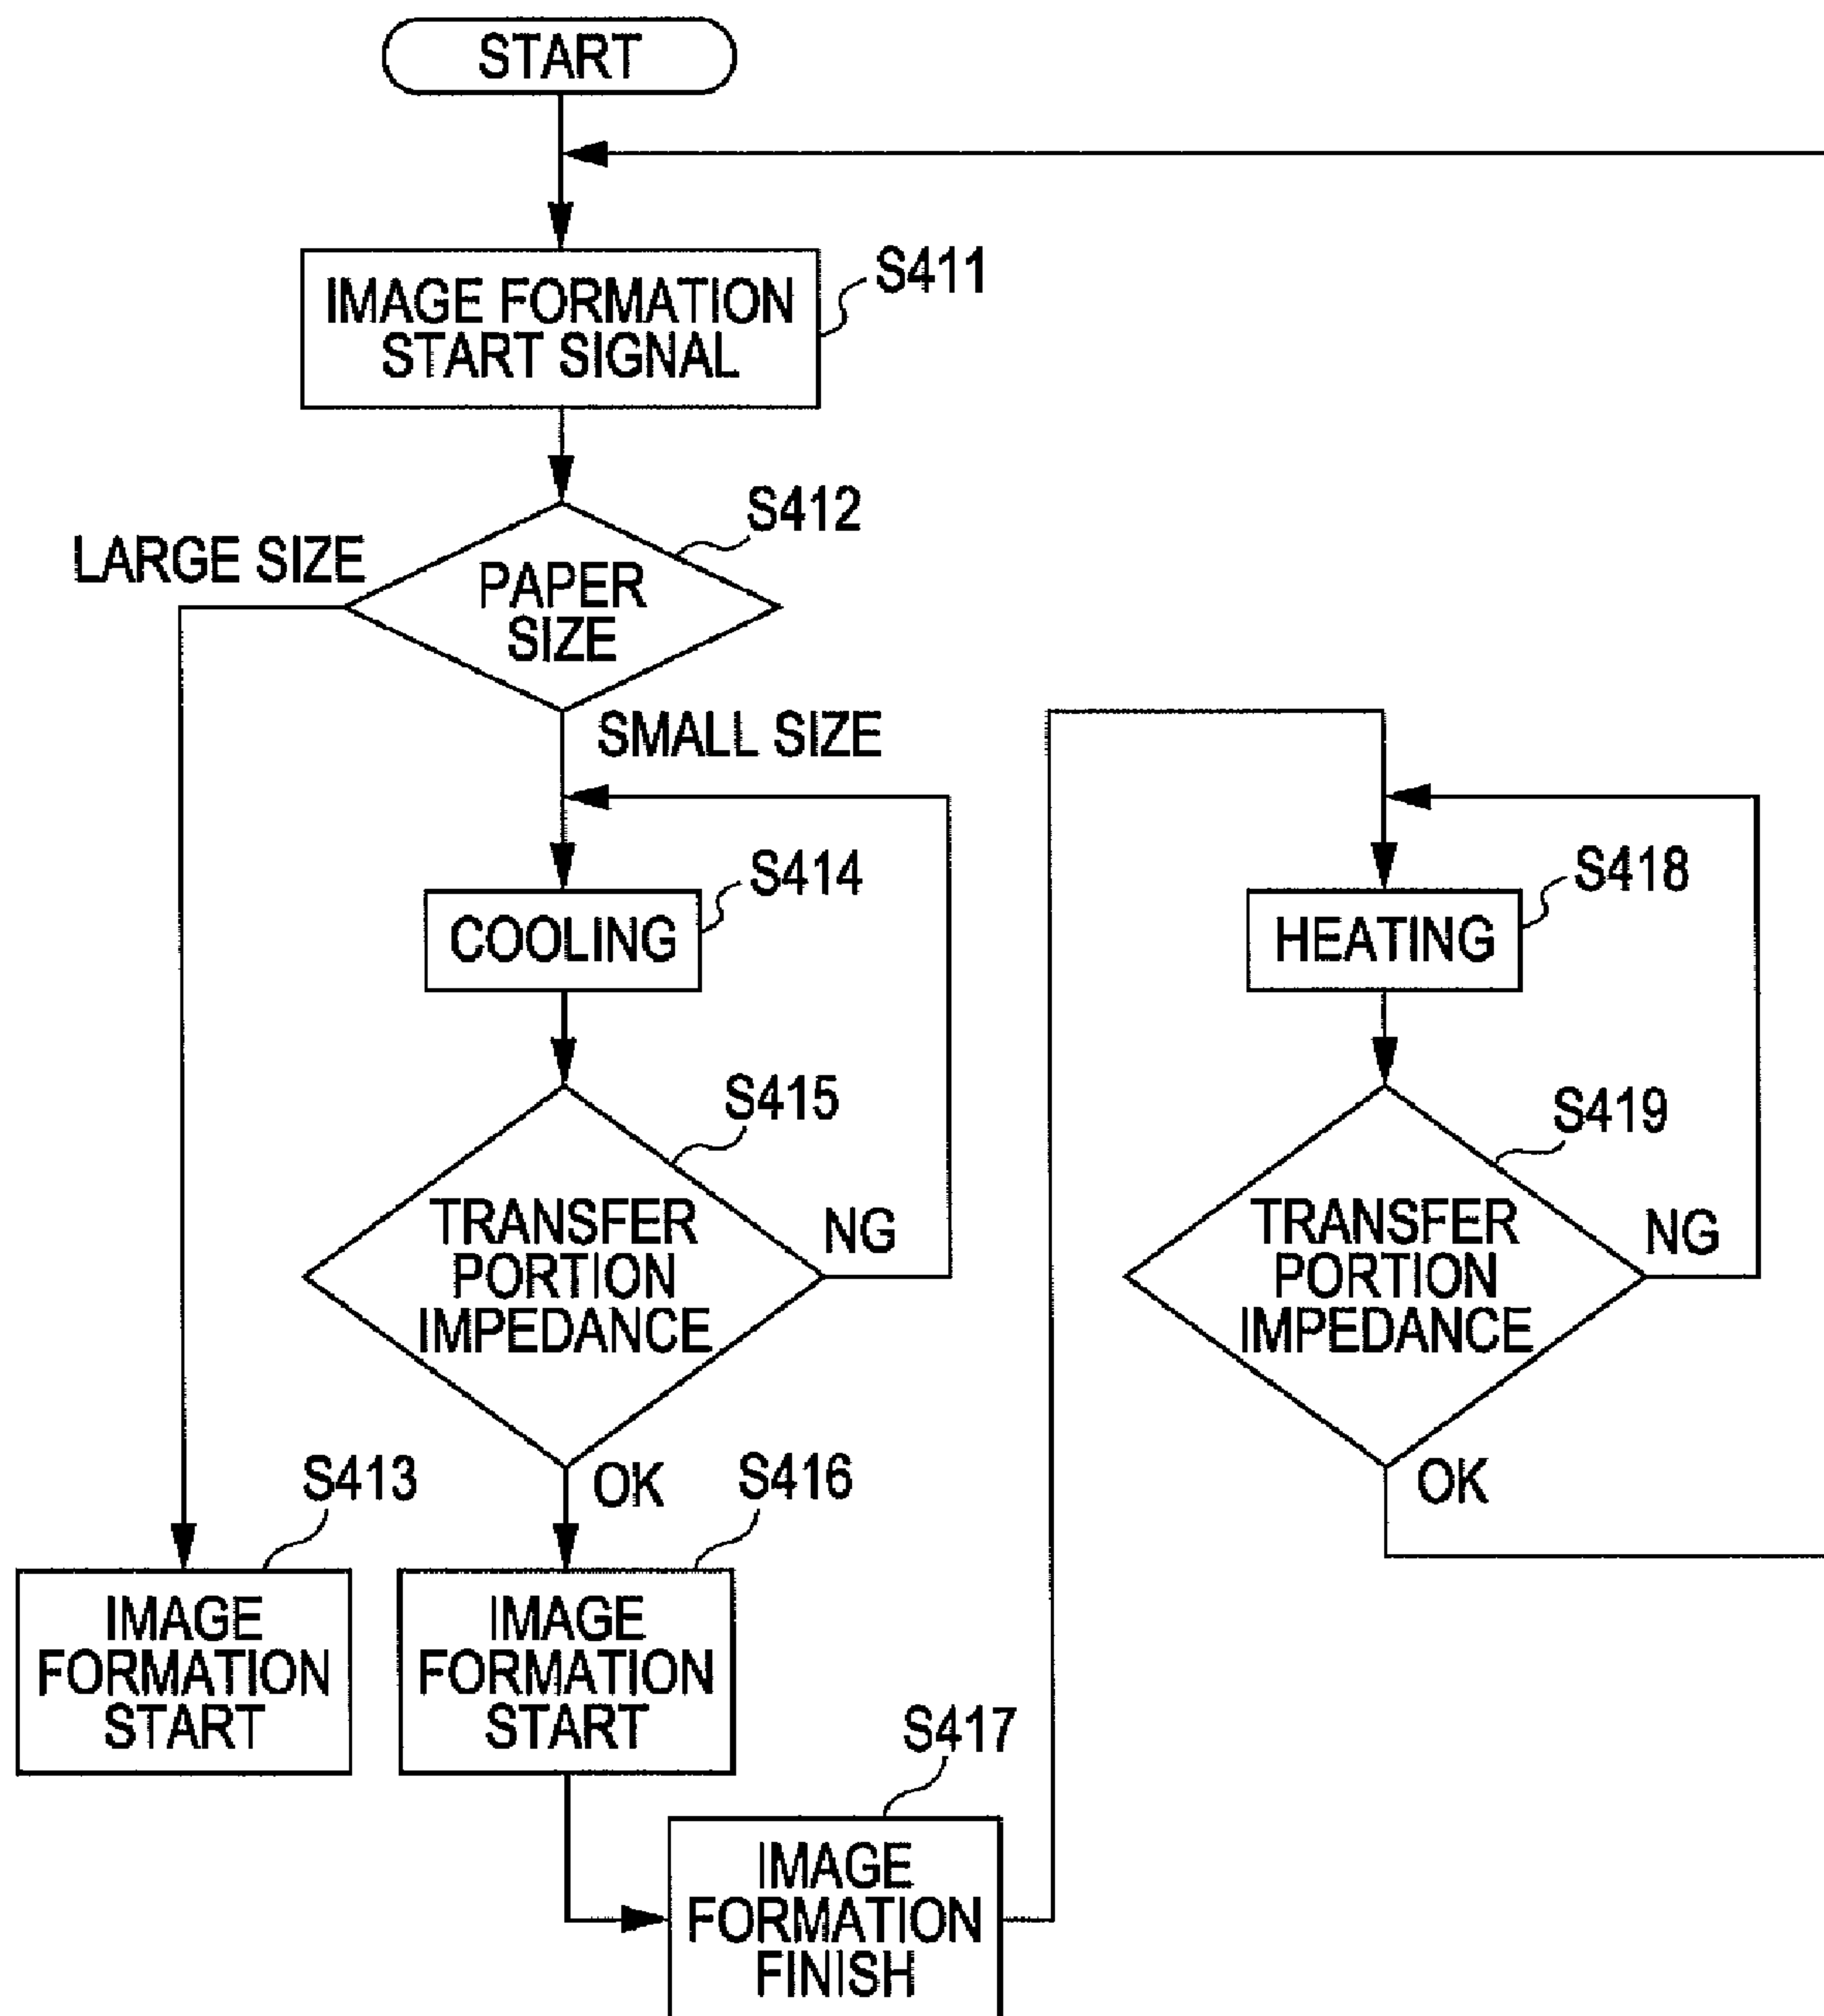 START
IMAGE FORMATION
START SIGNAL
S411
S412
LARGE SIZE
PAPER
SIZE
SMALL SIZE
COOLING
S414
S415
TRANSFER
PORTION
IMPEDANCE
NG
OK
S413
IMAGE
FORMATION
START
S416
IMAGE
FORMATION
START
S417
IMAGE
FORMATION
FINISH
HEATING
S418
S419
TRANSFER
PORTION
IMPEDANCE
NG
OK